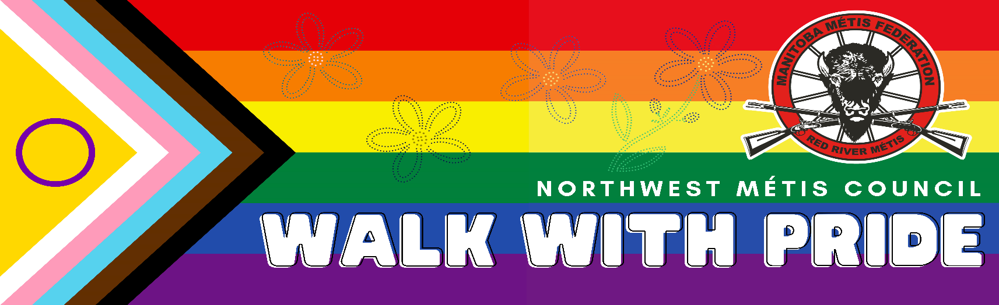 MANITOBA MÉTIS FEDERATION
RED RIVER MÉTIS
NORTHWEST MÉTIS COUNCIL
WALK WITH PRIDE